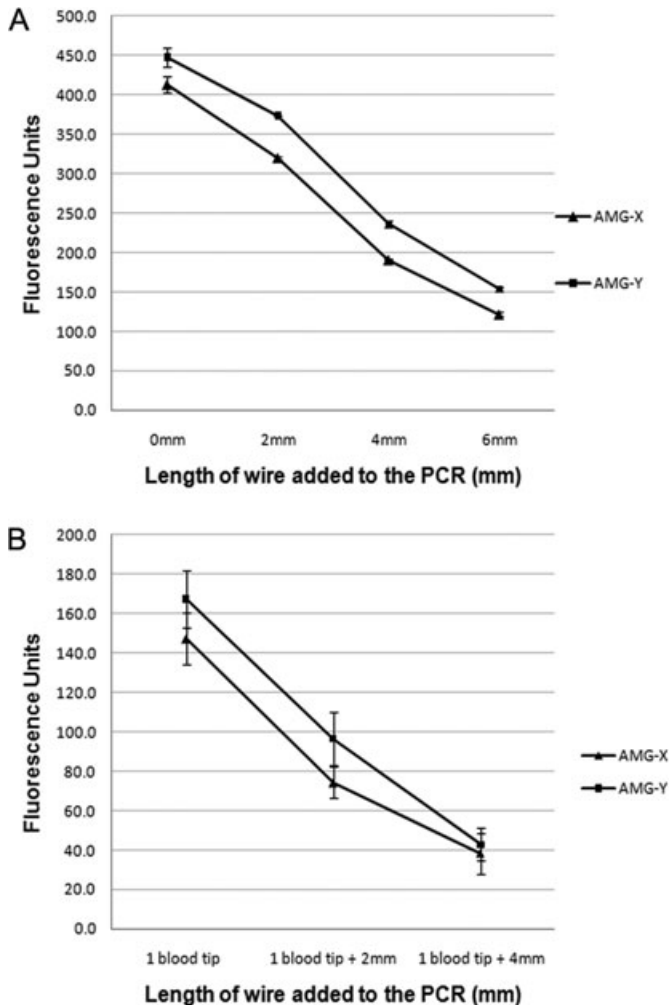 A
500.0
450.0
400.0
350.0
300.0
250.0
200.0
150.0
100.0
50.0
0.0
Fluorescence Units
0mm 2mm 4mm 6mm
Length of wire added to the PCR (mm)
AMG-X
AMG-Y
B
200.0
180.0
160.0
140.0
120.0
100.0
80.0
60.0
40.0
20.0
0.0
Fluorescence Units
1 blood tip 1 blood tip + 2mm 1 blood tip + 4mm
Length of wire added to the PCR (mm)
AMG-X
AMG-Y